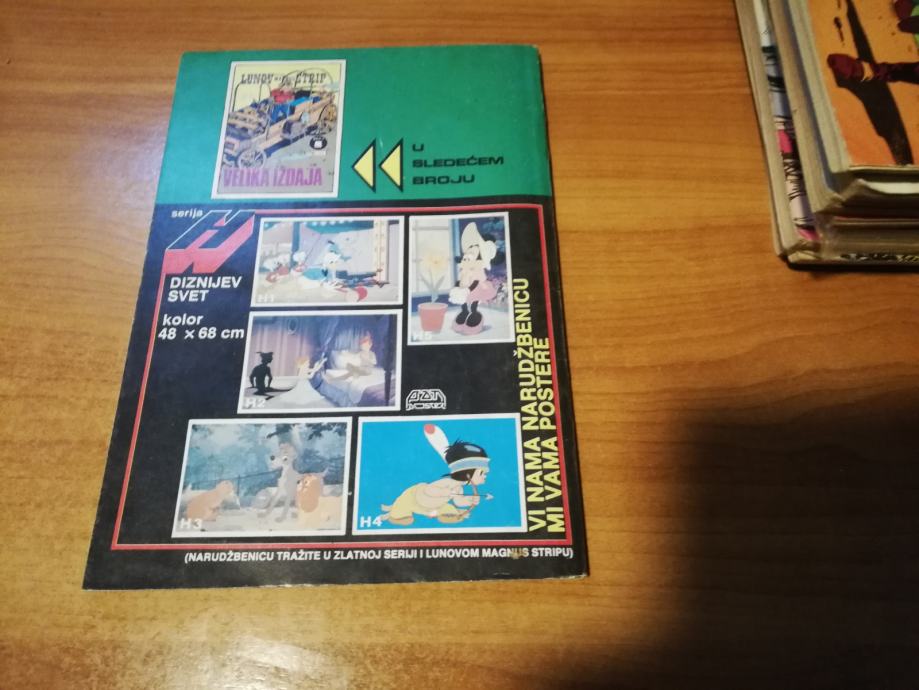 LUNOV STRIP
VELIKA IZDAJA
U
SLEDEĆEM
BROJU
serija
H
DIZNIJEV
SVET
kolor
48 x 68 cm
H1
H5
H2
H3
H4
VI NAMA NARUDŽBENICU
MI VAMA POSTERE
(NARUDŽBENICU TRAŽITE U ZLATNOJ SERIJI I LUNOVOM MAGNUS STRIPU)